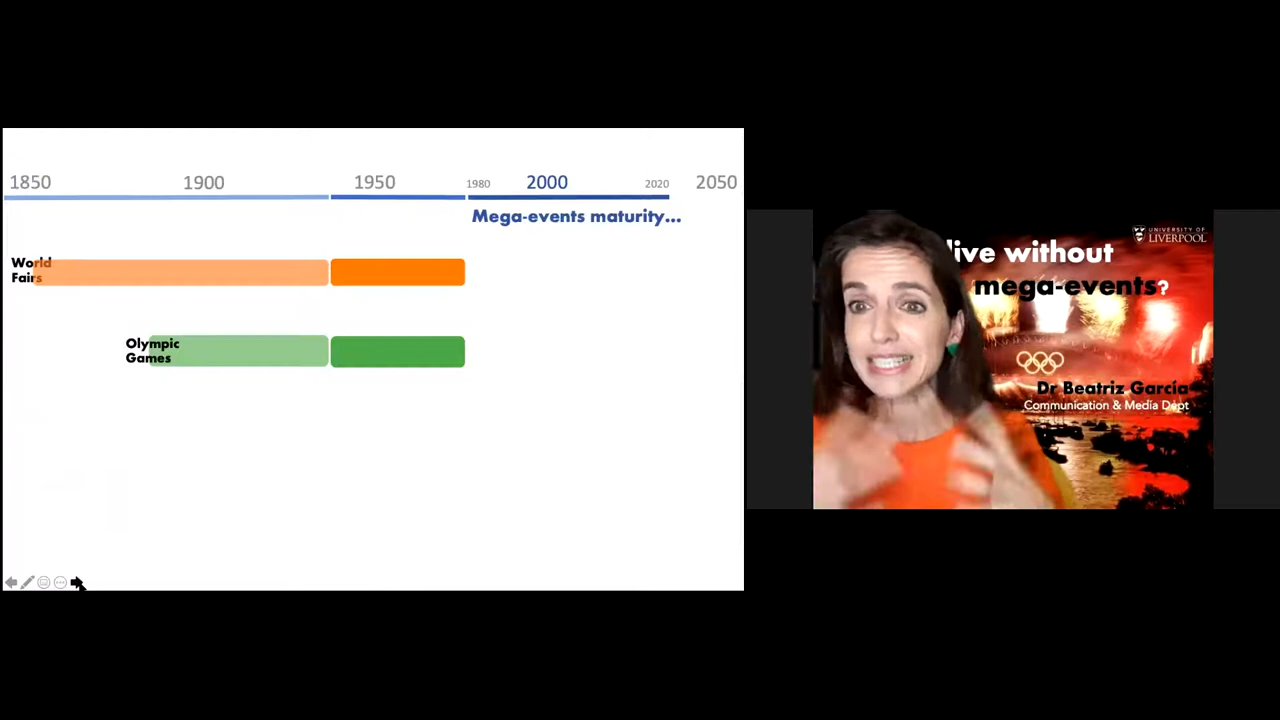 1850 1900 1950 1980 2000 2020 2050
Mega-events maturity...
World
Fairs
Olympic
Games
UNIVERSITY OF
LIVERPOOL
live without
mega-events?
Dr Beatriz García
Communication & Media Dept